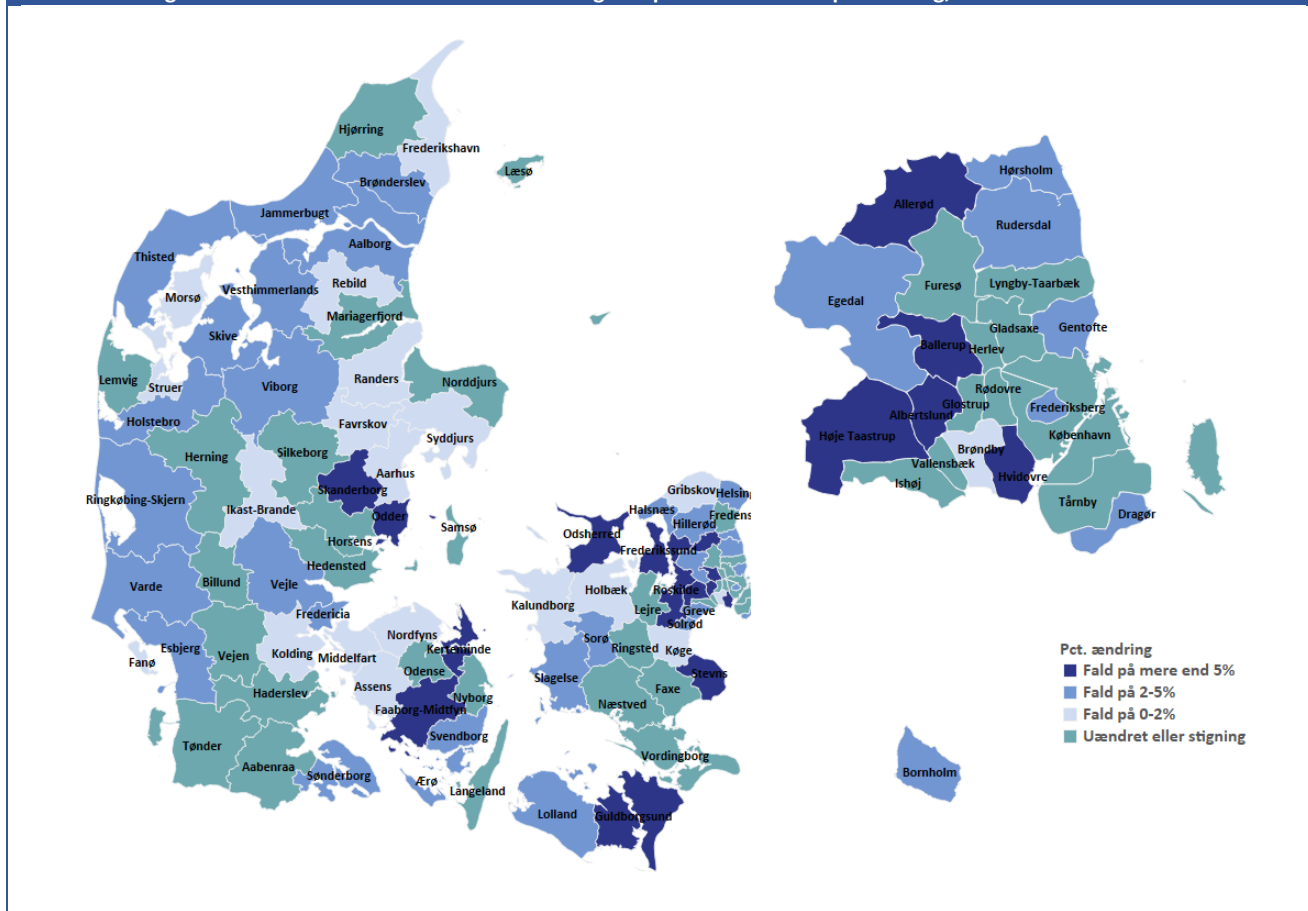 Hjørring
Frederikshavn
Læsø
Brønderslev
Jammerbugt
Aalborg
Thisted
Rebild
Vesthimmerlands
Morsø
Mariagerfjord
Skive
Lemvig
Struer
Viborg
Randers
Norddjurs
Holstebro
Favrskov
Syddjurs
Herning
Silkeborg
Aarhus
Skanderborg
Ringkøbing-Skjern
Ikast-Brande
Odder
Samsø
Horsens
Hedensted
Varde
Billund
Vejle
Fredericia
Esbjerg
Vejen
Kolding
Middelfart
Nordfyns
Kerteminde
Fanø
Odense
Assens
Nyborg
Haderslev
Faaborg-Midtfyn
Tønder
Svendborg
Aabenraa
Sønderborg
Ærø
Langeland
Gribskov
Helsing
Halsnæs
Hillerød
Fredens
Odsherred
Frederikssund
Holbæk
Roskilde
Kalundborg
Lejre
Greve
Solrød
Sorø
Ringsted
Køge
Slagelse
Stevns
Faxe
Næstved
Vordingborg
Lolland
Guldborgsund
Hørsholm
Allerød
Rudersdal
Egedal
Furesø
Lyngby-Taarbæk
Gladsaxe
Gentofte
Ballerup
Herlev
Rødovre
Albertslund
Glostrup
Frederiksberg
Høje Taastrup
København
Brøndby
Vallensbæk
Hvidovre
Ishøj
Tårnby
Dragør
Bornholm
Pct. ændring
Fald på mere end 5%
Fald på 2-5%
Fald på 0-2%
Uændret eller stigning